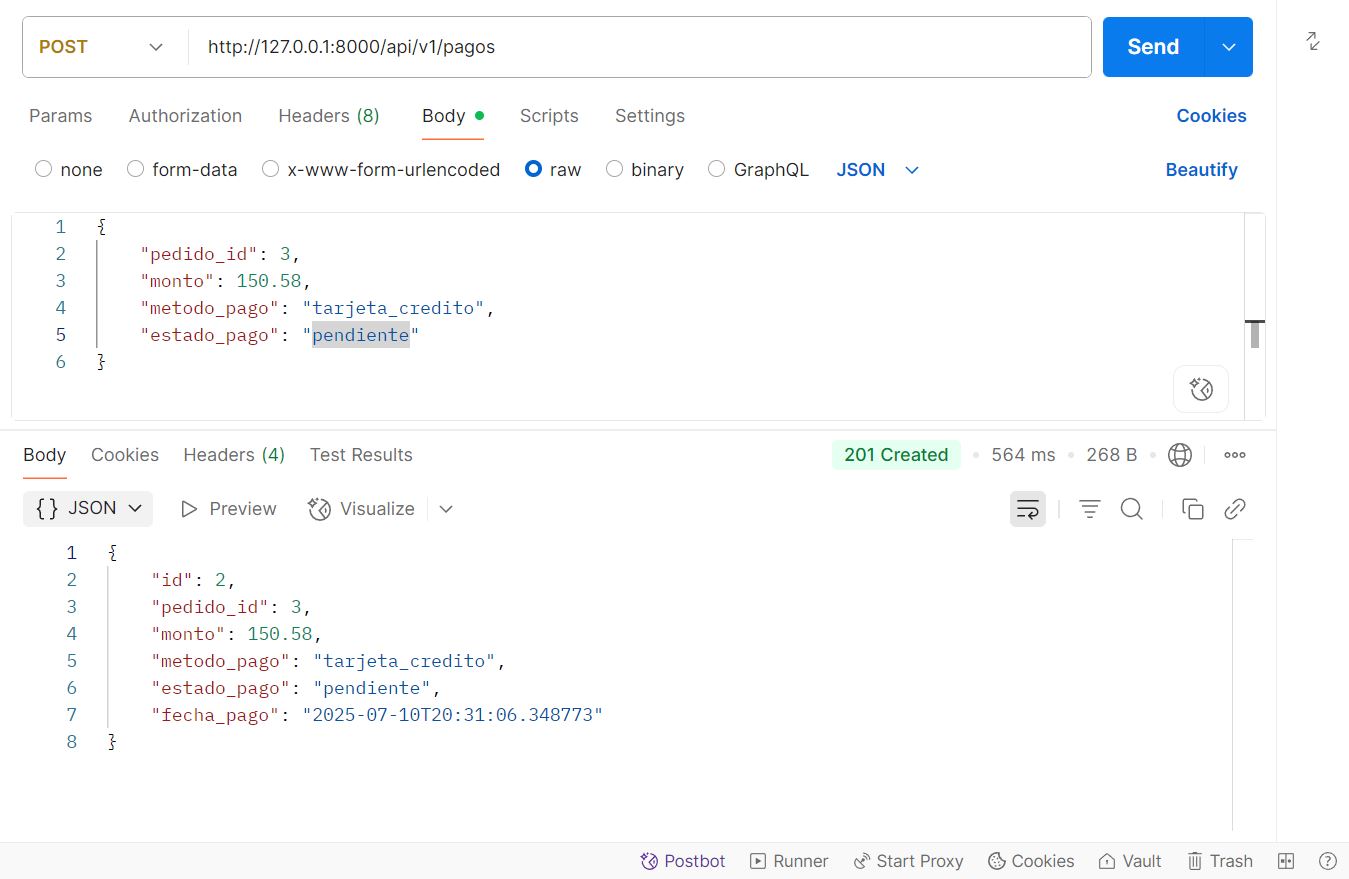 POST http://127.0.0.1:8000/api/v1/pagos Send
Params Authorization Headers (8) Body Scripts Settings Cookies
none form-data x-www-form-urlencoded raw binary GraphQL JSON Beautify
1 {
2 "pedido_id": 3,
3 "monto": 150.58,
4 "metodo_pago": "tarjeta_credito",
5 "estado_pago": "pendiente"
6 }
Body Cookies Headers (4) Test Results 201 Created 564 ms 268 B
{} JSON Preview Visualize
1 {
2 "id": 2,
3 "pedido_id": 3,
4 "monto": 150.58,
5 "metodo_pago": "tarjeta_credito",
6 "estado_pago": "pendiente",
7 "fecha_pago": "2025-07-10T20:31:06.348773"
8 }
Postbot Runner Start Proxy Cookies Vault Trash